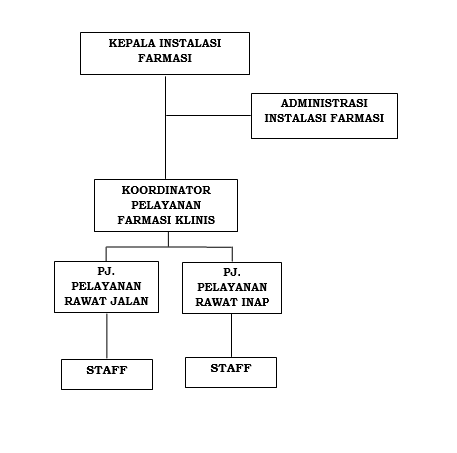 KEPALA INSTALASI
FARMASI
ADMINISTRASI
INSTALASI FARMASI
KOORDINATOR
PELAYANAN
FARMASI KLINIS
PJ.
PELAYANAN
RAWAT JALAN
PJ.
PELAYANAN
RAWAT INAP
STAFF
STAFF